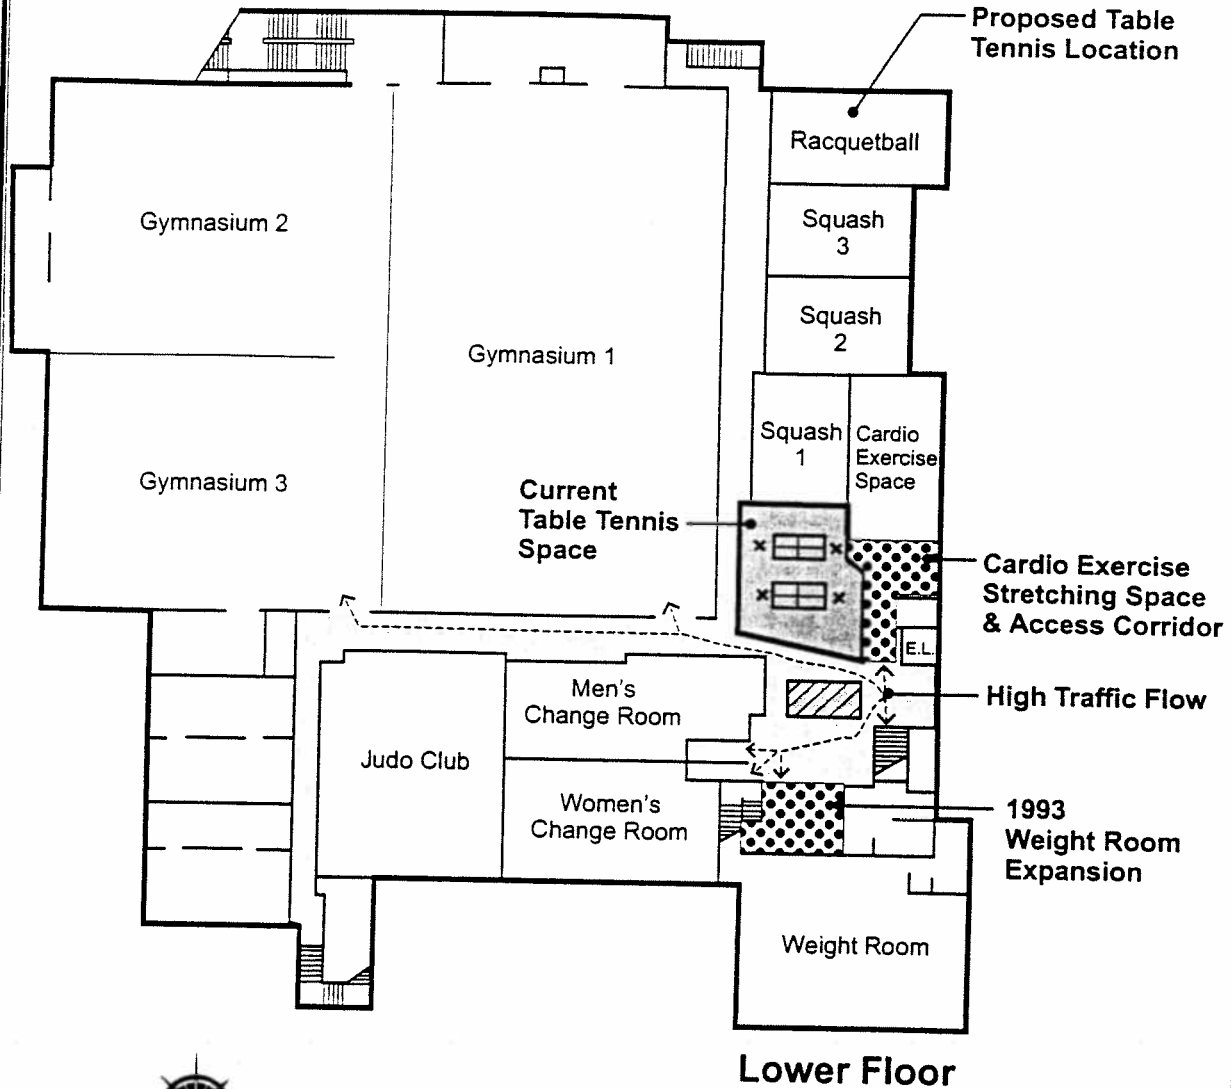 Proposed Table
Tennis Location
Racquetball
Squash
3
Gymnasium 2
Squash
2
Gymnasium 1
Squash
1
Cardio
Exercise
Space
Gymnasium 3
Current
Table Tennis
Space
Cardio Exercise
Stretching Space
& Access Corridor
E.L.
High Traffic Flow
Men's
Change Room
Judo Club
Women's
Change Room
1993
Weight Room
Expansion
Weight Room
Lower Floor